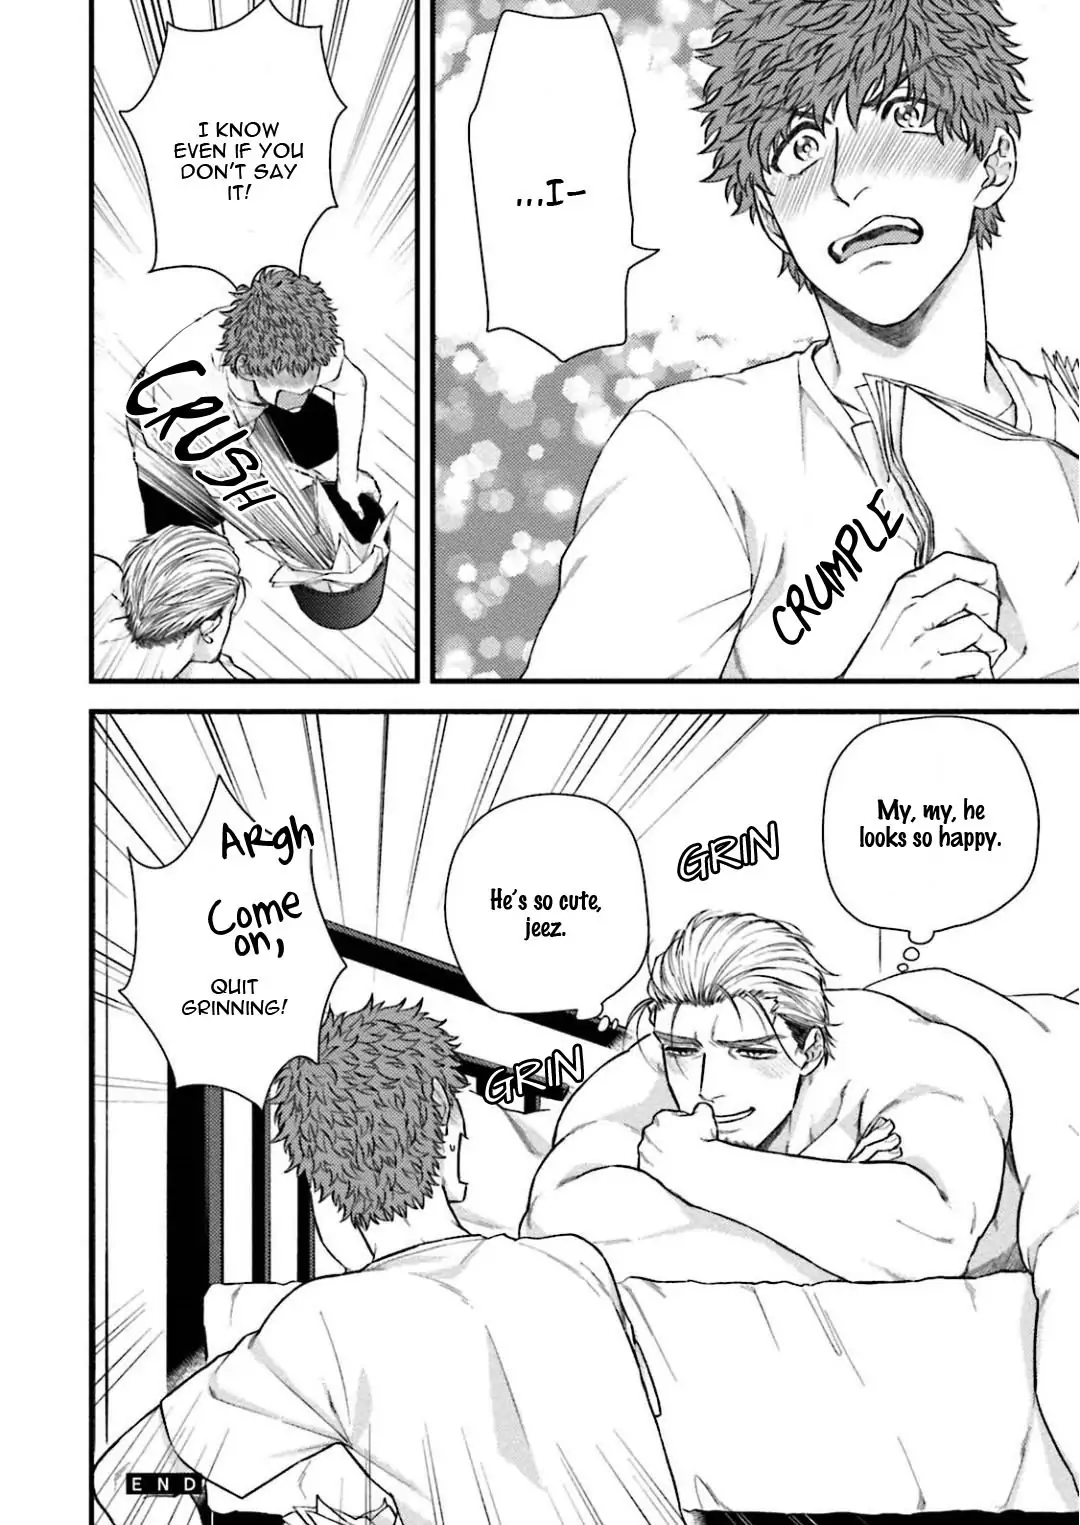 ...I-
CRUMPLE
I KNOW
EVEN IF YOU
DON'T SAY
IT!
CRUSH
My, my, he
looks so happy.
GRIN
He's so cute,
jeez.
GRIN
ARgh
Come
on,
QUIT
GRINNING!
END